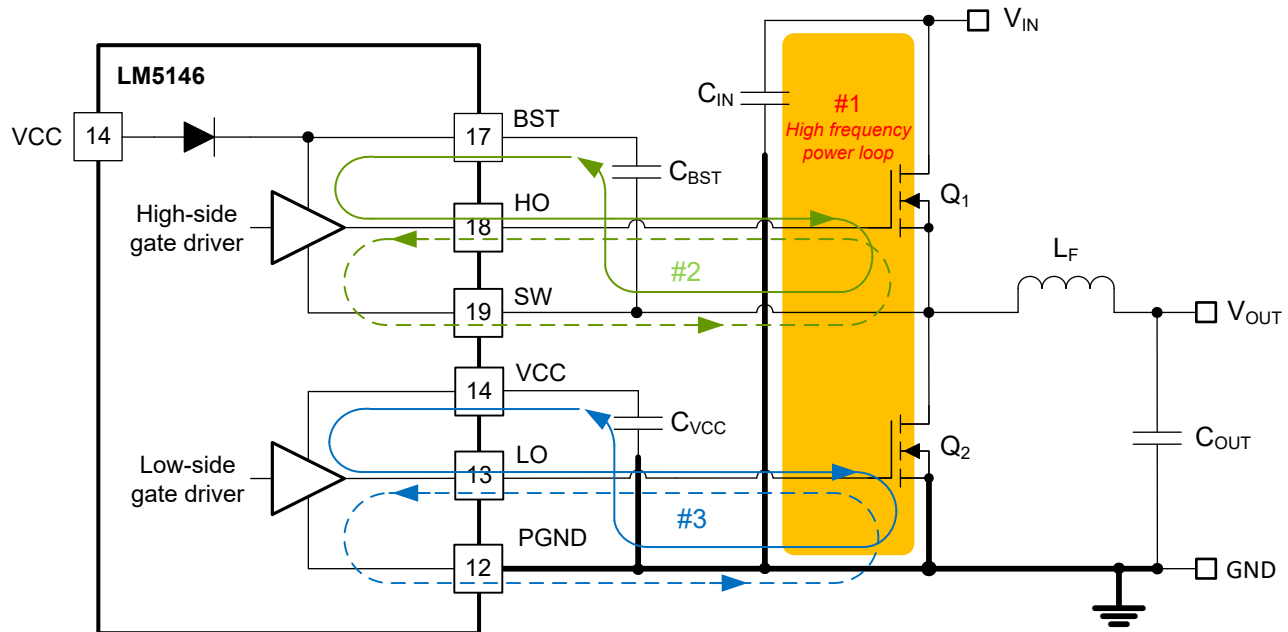 V_IN
LM5146
C_IN
#1
High frequency
power loop
VCC
14
17
BST
C_BST
Q_1
High-side
gate driver
18
HO
#2
L_F
19
SW
V_OUT
14
VCC
C_VCC
Q_2
C_OUT
Low-side
gate driver
13
LO
#3
12
PGND
GND